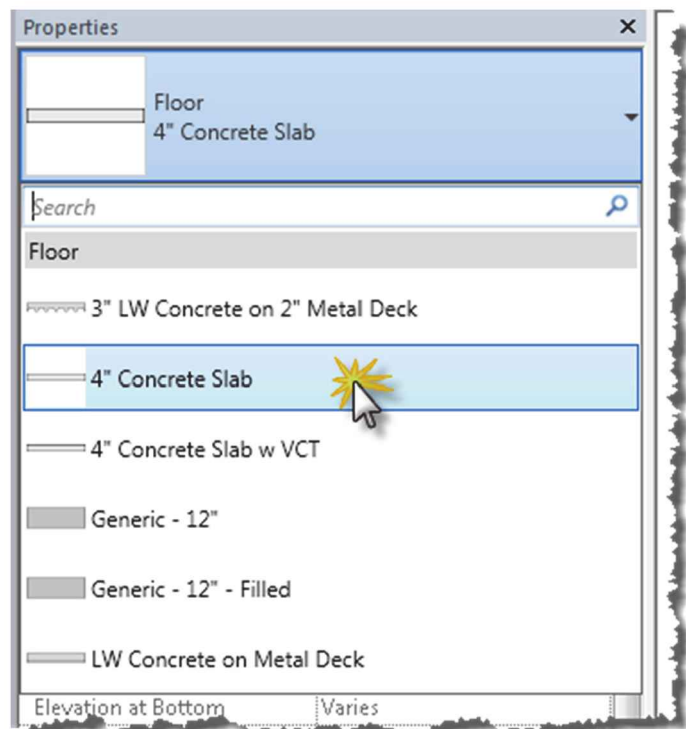 Properties
Floor
4" Concrete Slab
Search
Floor
3" LW Concrete on 2" Metal Deck
4" Concrete Slab
4" Concrete Slab w VCT
Generic - 12"
Generic - 12" - Filled
LW Concrete on Metal Deck
Elevation at Bottom Varies